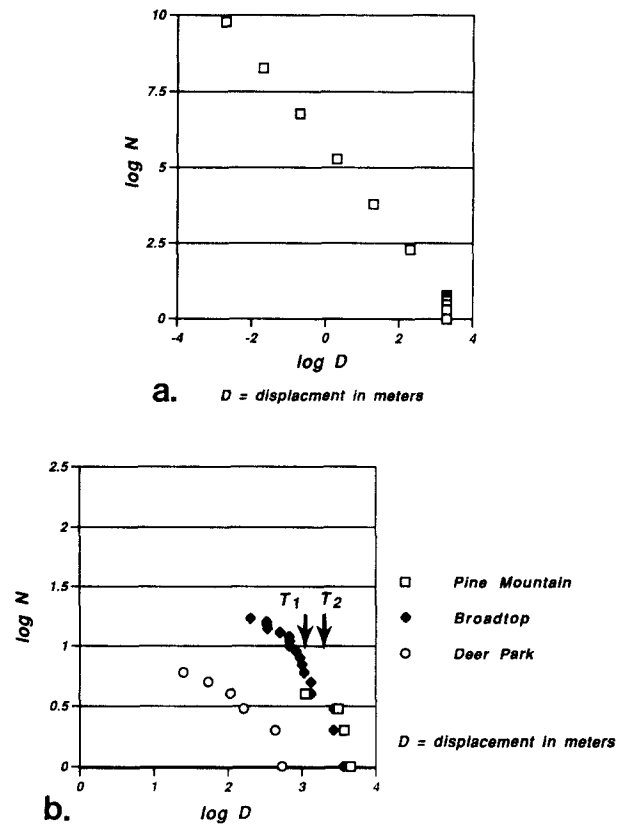 10
7.5
5
2.5
0
log N
-4
-2
0
2
4
log D
a.
D = displacment in meters
2.5
2
1.5
1
0.5
0
log N
T1
T2
0
1
2
3
4
log D
b.
Pine Mountain
Broadtop
Deer Park
D = displacement in meters